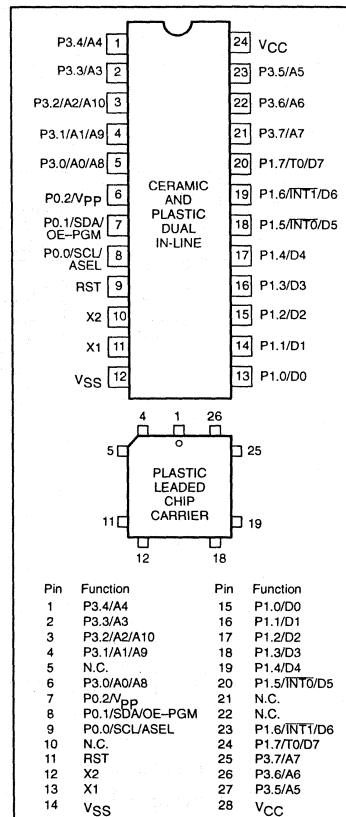 P3.4/A4 1 24 VCC
P3.3/A3 2 23 P3.5/A5
P3.2/A2/A10 3 22 P3.6/A6
P3.1/A1/A9 4 21 P3.7/A7
P3.0/A0/A8 5 20 P1.7/T0/D7
P0.2/VPP 6 19 P1.6/INT1/D6
P0.1/SDA/
OE–PGM 7 18 P1.5/INT0/D5
P0.0/SCL/
ASEL 8 17 P1.4/D4
RST 9 16 P1.3/D3
X2 10 15 P1.2/D2
X1 11 14 P1.1/D1
VSS 12 13 P1.0/D0
CERAMIC
AND
PLASTIC
DUAL
IN-LINE
4 1 26
5 25
PLASTIC
LEADED
CHIP
CARRIER
11 19
12 18
Pin Function Pin Function
1 P3.4/A4 15 P1.0/D0
2 P3.3/A3 16 P1.1/D1
3 P3.2/A2/A10 17 P1.2/D2
4 P3.1/A1/A9 18 P1.3/D3
5 N.C. 19 P1.4/D4
6 P3.0/A0/A8 20 P1.5/INT0/D5
7 P0.2/VPP 21 N.C.
8 P0.1/SDA/OE–PGM 22 N.C.
9 P0.0/SCL/ASEL 23 P1.6/INT1/D6
10 N.C. 24 P1.7/T0/D7
11 RST 25 P3.7/A7
12 X2 26 P3.6/A6
13 X1 27 P3.5/A5
14 VSS 28 VCC